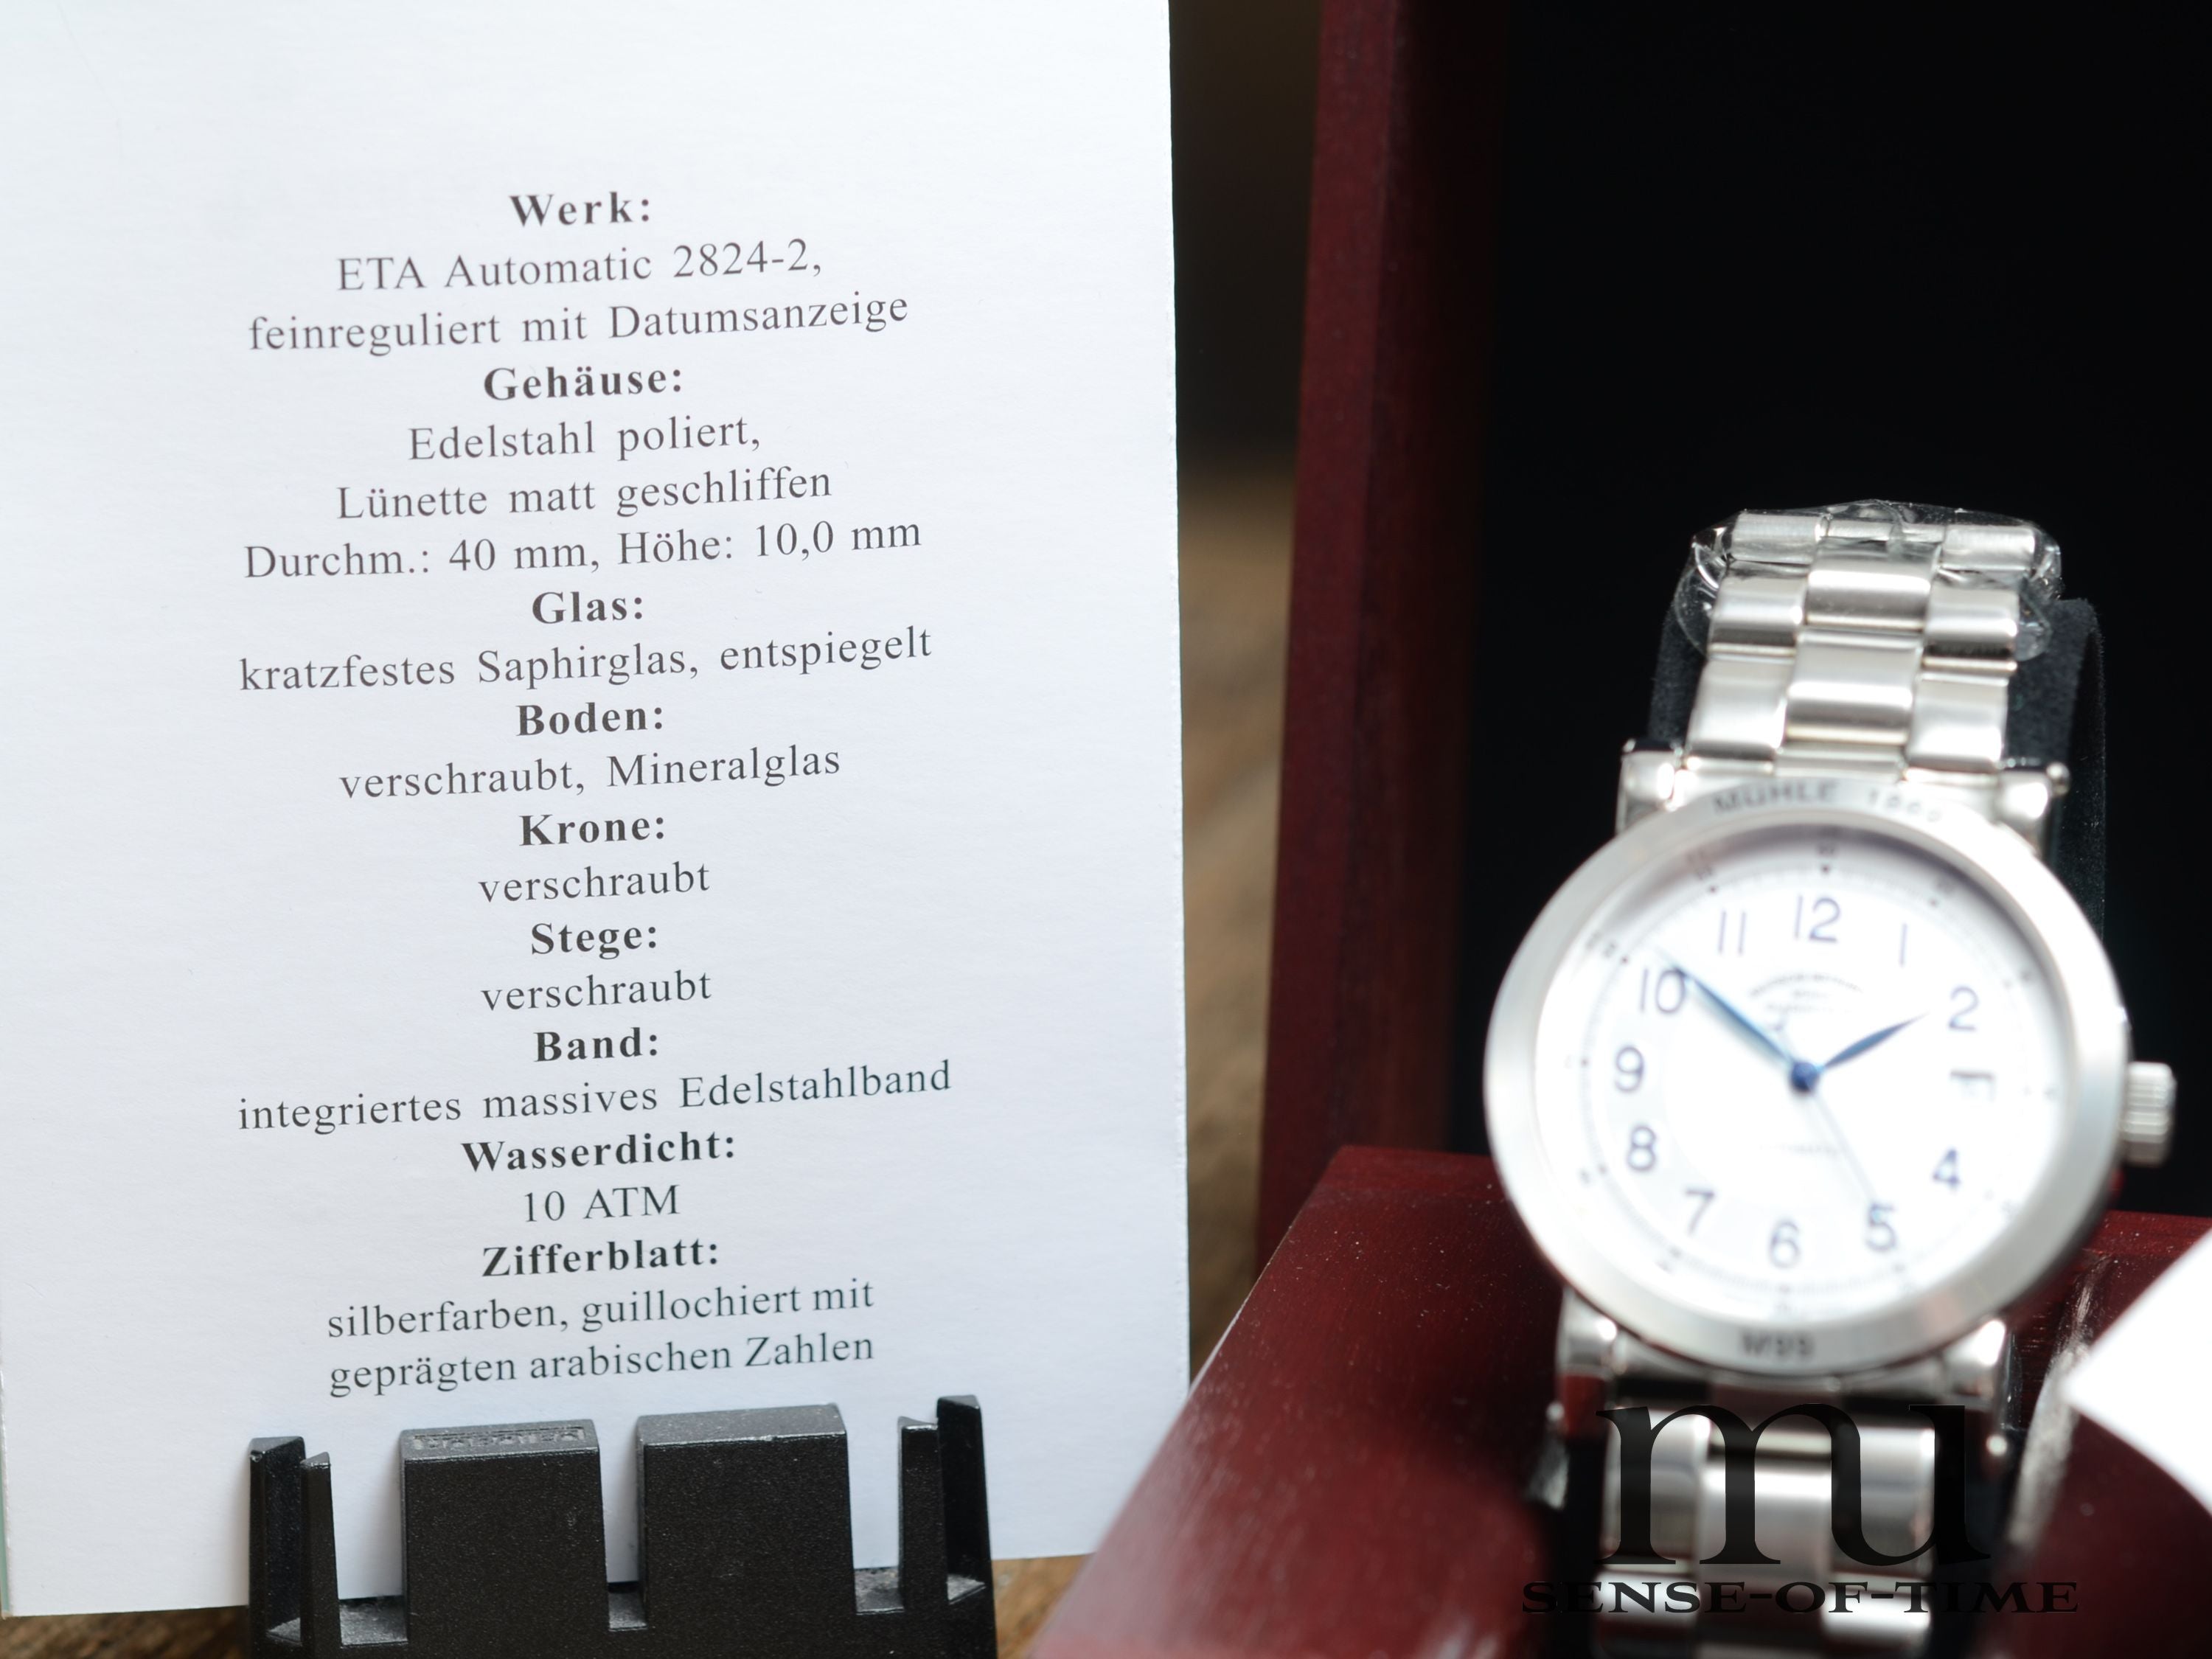 Werk:
ETA Automatic 2824-2,
feinreguliert mit Datumsanzeige
Gehäuse:
Edelstahl poliert,
Lünette matt geschliffen
Durchm.: 40 mm, Höhe: 10,0 mm
Glas:
kratzfestes Saphirglas, entspiegelt
Boden:
verschraubt, Mineralglas
Krone:
verschraubt
Stege:
verschraubt
Band:
integriertes massives Edelstahlband
Wasserdicht:
10 ATM
Zifferblatt:
silberfarben, guillochiert mit
geprägten arabischen Zahlen
MÜHLE
12
11 1
10 2
9
8 4
7 5
6
M99
mu
SENSE-OF-TIME